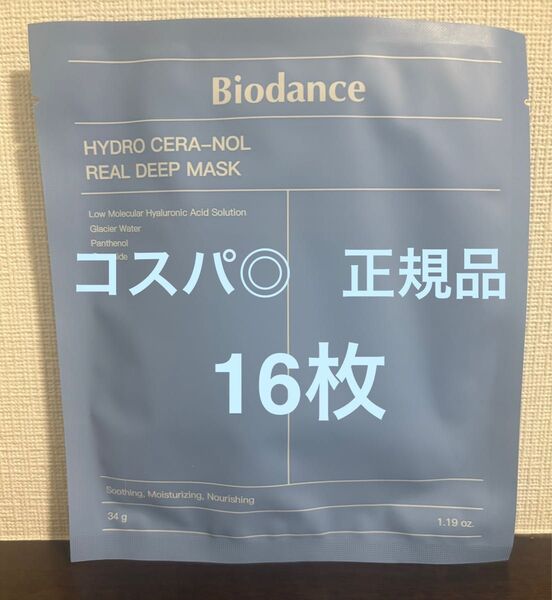 Biodance
HYDRO CERA-NOL
REAL DEEP MASK
Low Molecular Hyaluronic Acid Solution
Glacier Water
Panthenol
コスパ◎ 正規品
16枚
Soothing, Moisturizing, Nourishing
34 g
1.19 oz.